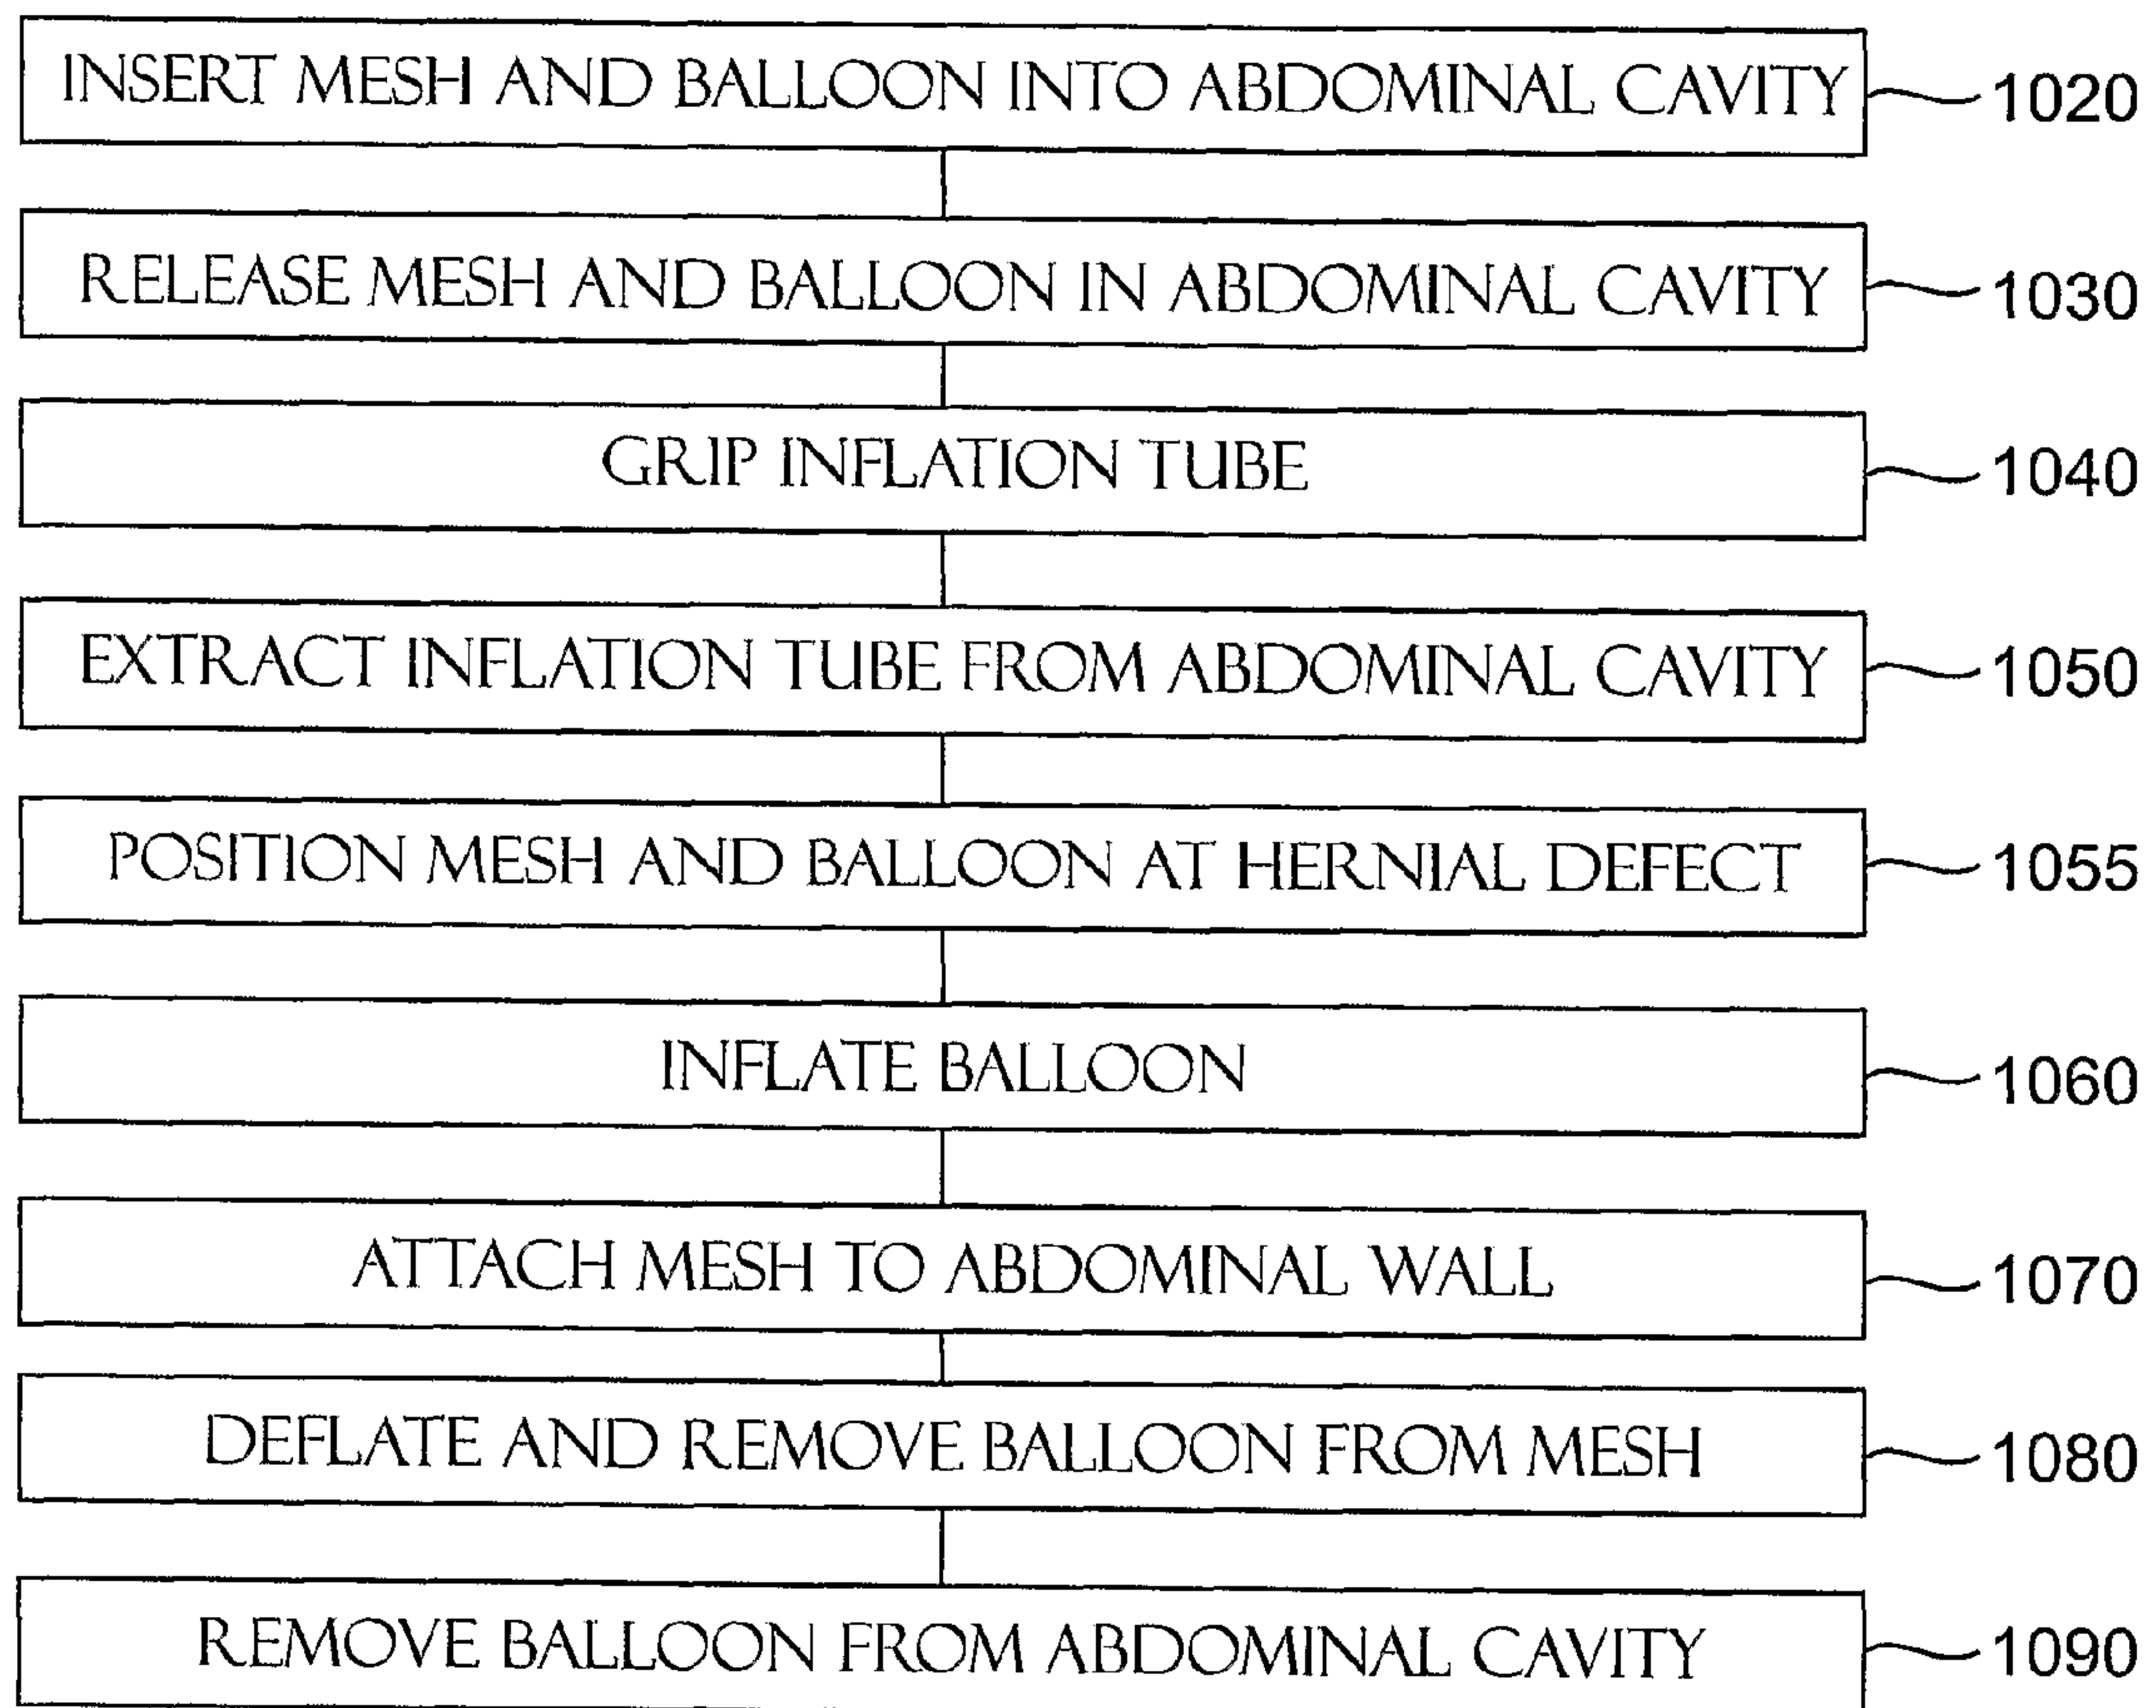 INSERT MESH AND BALLOON INTO ABDOMINAL CAVITY 1020
RELEASE MESH AND BALLOON IN ABDOMINAL CAVITY 1030
GRIP INFLATION TUBE 1040
EXTRACT INFLATION TUBE FROM ABDOMINAL CAVITY 1050
POSITION MESH AND BALLOON AT HERNIAL DEFECT 1055
INFLATE BALLOON 1060
ATTACH MESH TO ABDOMINAL WALL 1070
DEFLATE AND REMOVE BALLOON FROM MESH 1080
REMOVE BALLOON FROM ABDOMINAL CAVITY 1090